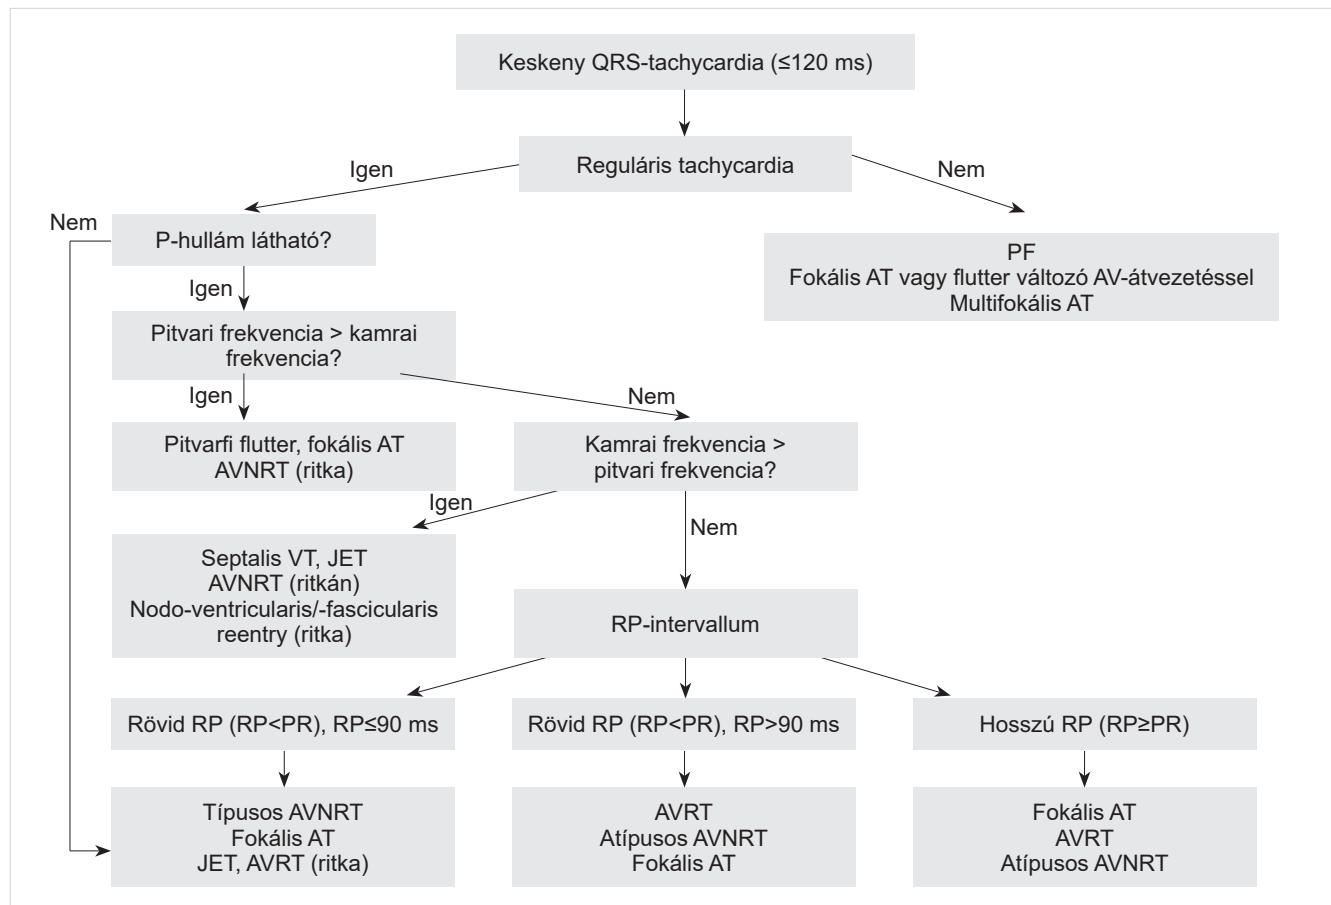 Keskeny QRS-tachycardia (≤120 ms)
Reguláris tachycardia
Igen
Nem
Nem
P-hullám látható?
PF
Fokális AT vagy flutter változó AV-átvezetéssel
Multifokális AT
Igen
Pitvari frekvencia > kamrai
frekvencia?
Igen
Nem
Pitvarfi flutter, fokális AT
AVNRT (ritka)
Kamrai frekvencia >
pitvari frekvencia?
Igen
Nem
Septalis VT, JET
AVNRT (ritkán)
Nodo-ventricularis/-fascicularis
reentry (ritka)
RP-intervallum
Rövid RP (RP<PR), RP≤90 ms
Rövid RP (RP<PR), RP>90 ms
Hosszú RP (RP≥PR)
Típusos AVNRT
Fokális AT
JET, AVRT (ritka)
AVRT
Atípusos AVNRT
Fokális AT
Fokális AT
AVRT
Atípusos AVNRT